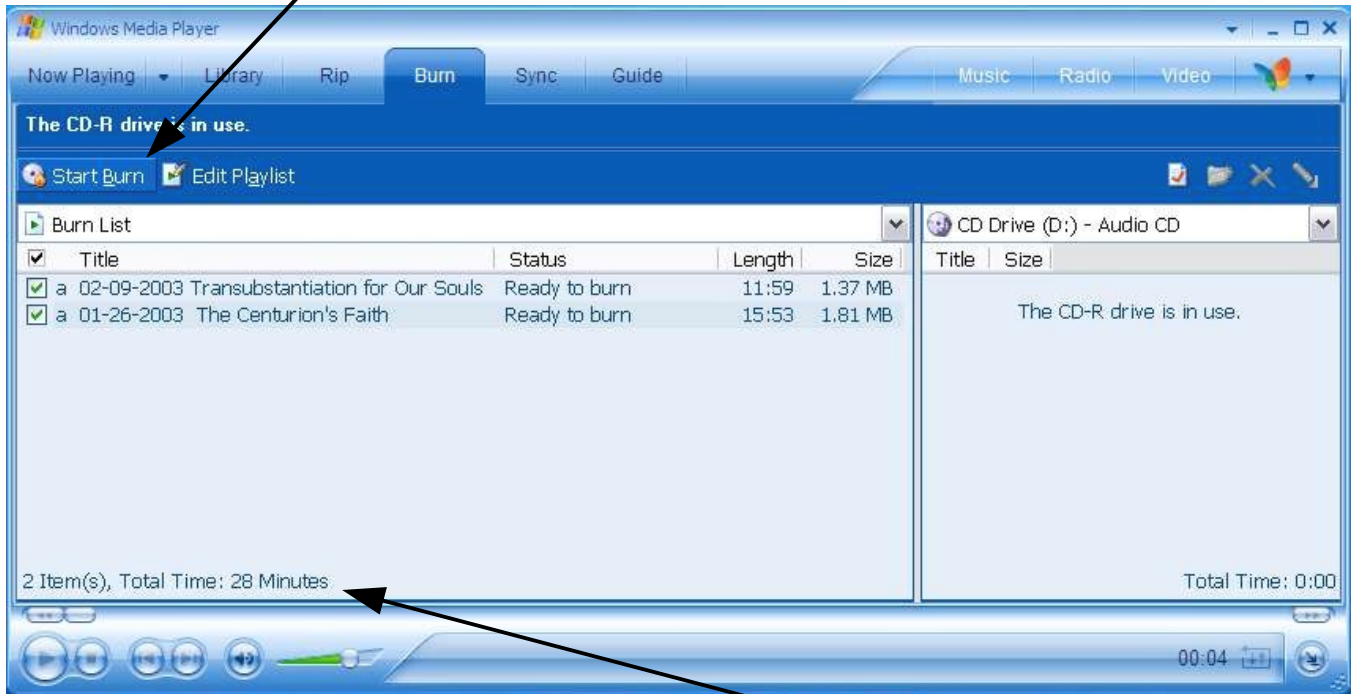 Windows Media Player
Now Playing Library Rip Burn Sync Guide Music Radio Video
The CD-R drive is in use.
Start Burn Edit Playlist
Burn List CD Drive (D:) - Audio CD
Title Status Length Size Title Size
a 02-09-2003 Transubstantiation for Our Souls Ready to burn 11:59 1.37 MB
a 01-26-2003 The Centurion's Faith Ready to burn 15:53 1.81 MB
The CD-R drive is in use.
2 Item(s), Total Time: 28 Minutes Total Time: 0:00
00:04